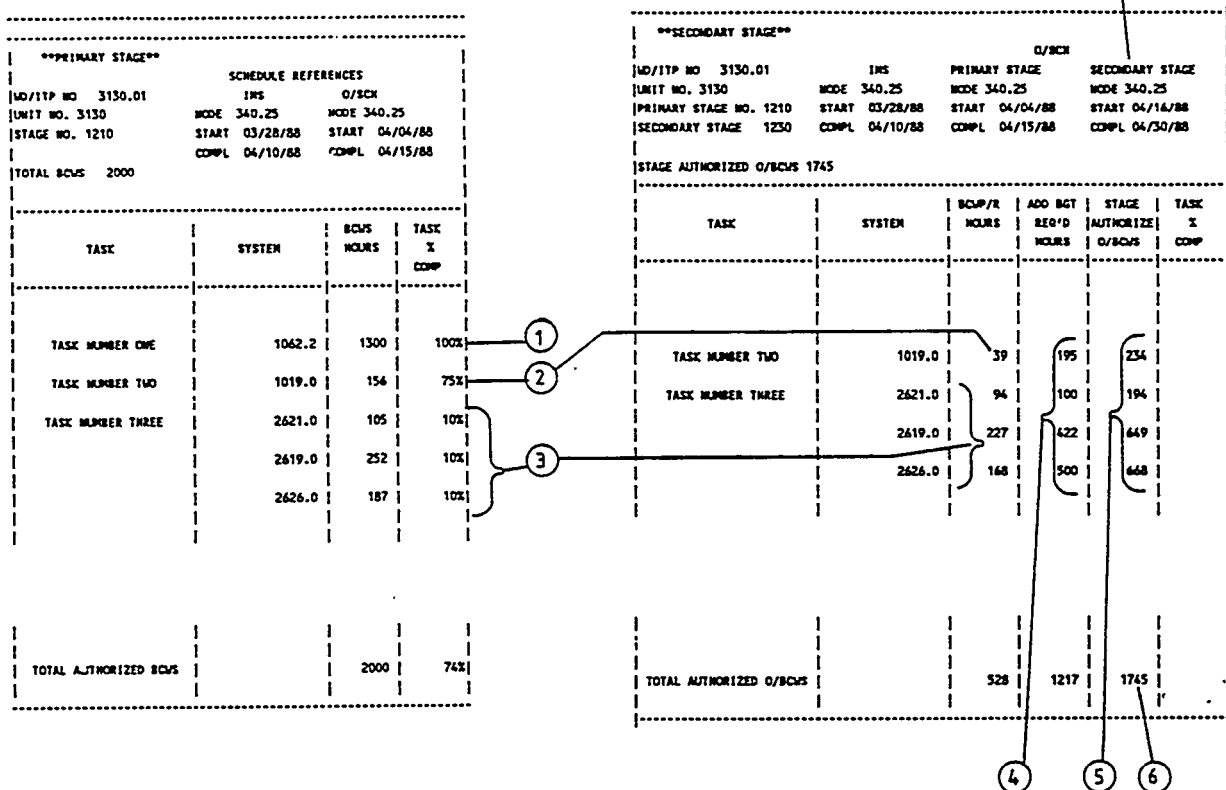 **PRIMARY STAGE**
SCHEDULE REFERENCES
WD/ITP NO 3130.01 IMS O/SCH
UNIT NO. 3130 NODE 340.25 NODE 340.25
STAGE NO. 1210 START 03/28/88 START 04/04/88
COMPL 04/10/88 COMPL 04/15/88
TOTAL BCWS 2000
TASK SYSTEM BCWS HOURS TASK % COMP
TASK NUMBER ONE 1062.2 1300 100%
TASK NUMBER TWO 1019.0 156 75%
TASK NUMBER THREE 2621.0 105 10%
2619.0 252 10%
2626.0 187 10%
TOTAL AUTHORIZED BCWS 2000 74%
1
2
3
**SECONDARY STAGE**
O/SCH
WD/ITP NO 3130.01 IMS PRIMARY STAGE SECONDARY STAGE
UNIT NO. 3130 NODE 340.25 NODE 340.25 NODE 340.25
PRIMARY STAGE NO. 1210 START 03/28/88 START 04/04/88 START 04/16/88
SECONDARY STAGE 1230 COMPL 04/10/88 COMPL 04/15/88 COMPL 04/30/88
STAGE AUTHORIZED O/BCWS 1745
TASK SYSTEM BCWP/R HOURS ADD BGT REQ'D HOURS STAGE AUTHORIZE O/BCWS TASK % COMP
TASK NUMBER TWO 1019.0 39 195 234
TASK NUMBER THREE 2621.0 94 100 194
2619.0 227 422 649
2626.0 168 500 668
TOTAL AUTHORIZED O/BCWS 528 1217 1745
4 5 6